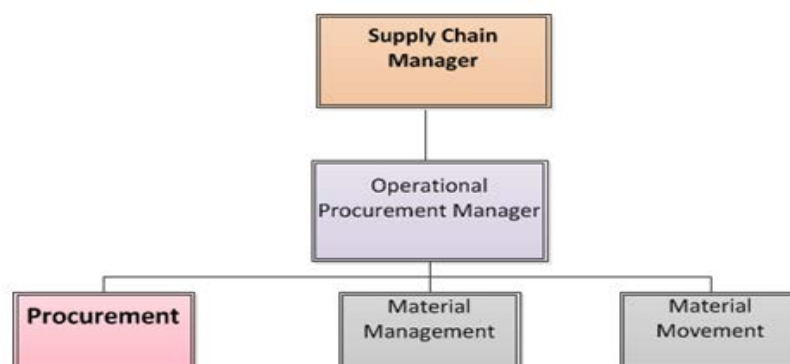 Supply Chain
Manager
Operational
Procurement Manager
Procurement
Material
Management
Material
Movement